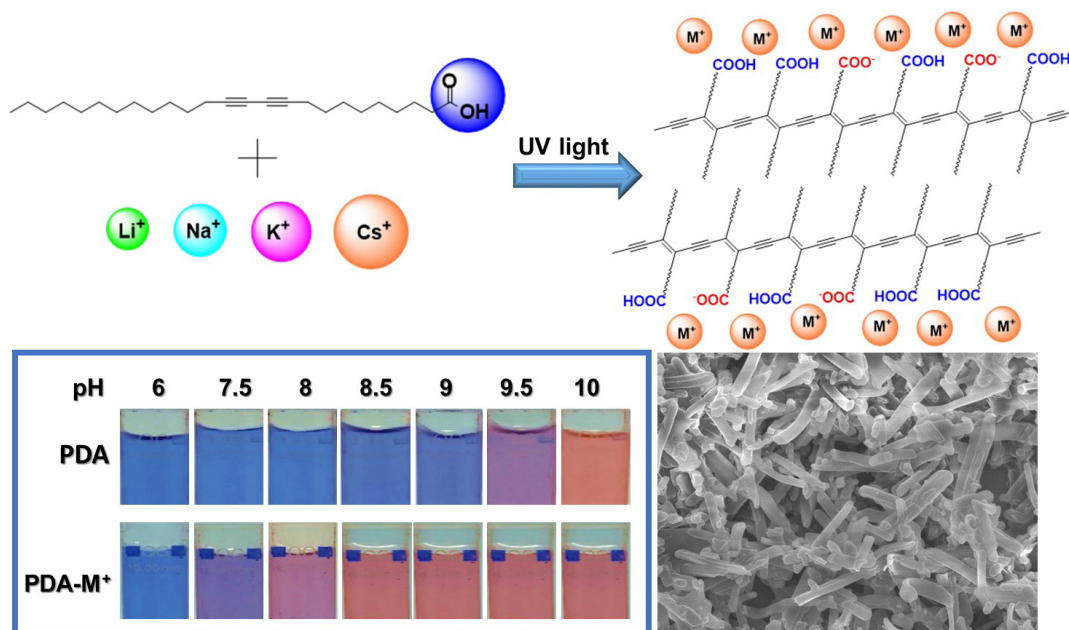 M⁺ M⁺ M⁺ M⁺ M⁺ M⁺
COOH COOH COO⁻ COOH COO⁻ COOH
O
OH
UV light
Li⁺ Na⁺ K⁺ Cs⁺
HOOC ⁻OOC HOOC ⁻OOC HOOC HOOC
M⁺ M⁺ M⁺ M⁺ M⁺ M⁺
pH 6 7.5 8 8.5 9 9.5 10
PDA
PDA-M⁺